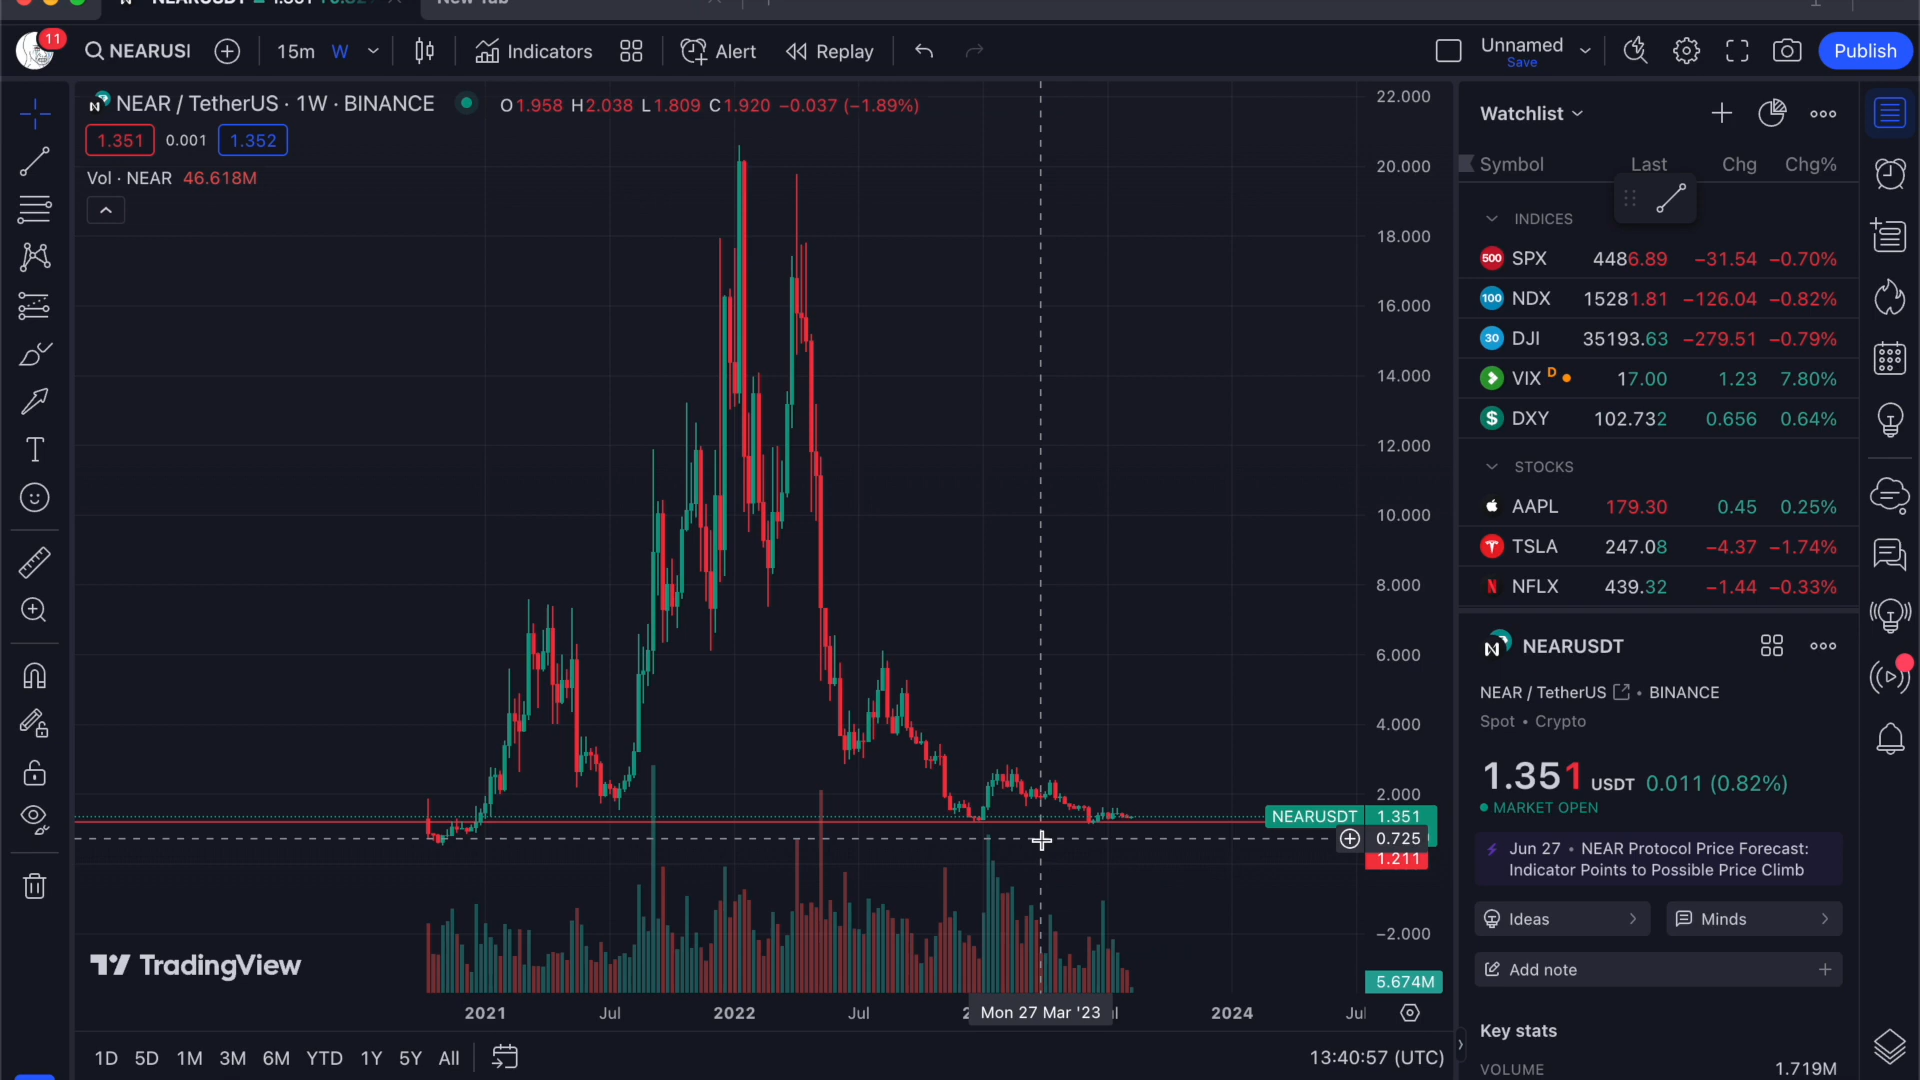 11
NEARUSI
15m W
Indicators
Alert
Replay
Unnamed
Save
Publish
NEAR / TetherUS · 1W · BINANCE
O1.958 H2.038 L1.809 C1.920 −0.037 (−1.89%)
1.351 0.001 1.352
Vol · NEAR 46.618M
22.000
20.000
18.000
16.000
14.000
12.000
10.000
8.000
6.000
4.000
2.000
NEARUSDT 1.351
0.725
1.211
−2.000
5.674M
TradingView
2021 Jul 2022 Jul Mon 27 Mar '23 2024
1D 5D 1M 3M 6M YTD 1Y 5Y All
13:40:57 (UTC)
Watchlist
Symbol Last Chg Chg%
INDICES
500 SPX 4486.89 −31.54 −0.70%
100 NDX 15281.81 −126.04 −0.82%
30 DJI 35193.63 −279.51 −0.79%
VIX D 17.00 1.23 7.80%
$ DXY 102.732 0.656 0.64%
STOCKS
AAPL 179.30 0.45 0.25%
TSLA 247.08 −4.37 −1.74%
N NFLX 439.32 −1.44 −0.33%
NEARUSDT
NEAR / TetherUS • BINANCE
Spot • Crypto
1.351 USDT 0.011 (0.82%)
MARKET OPEN
Jun 27 • NEAR Protocol Price Forecast:
Indicator Points to Possible Price Climb
Ideas
Minds
Add note
Key stats
VOLUME 1.719M